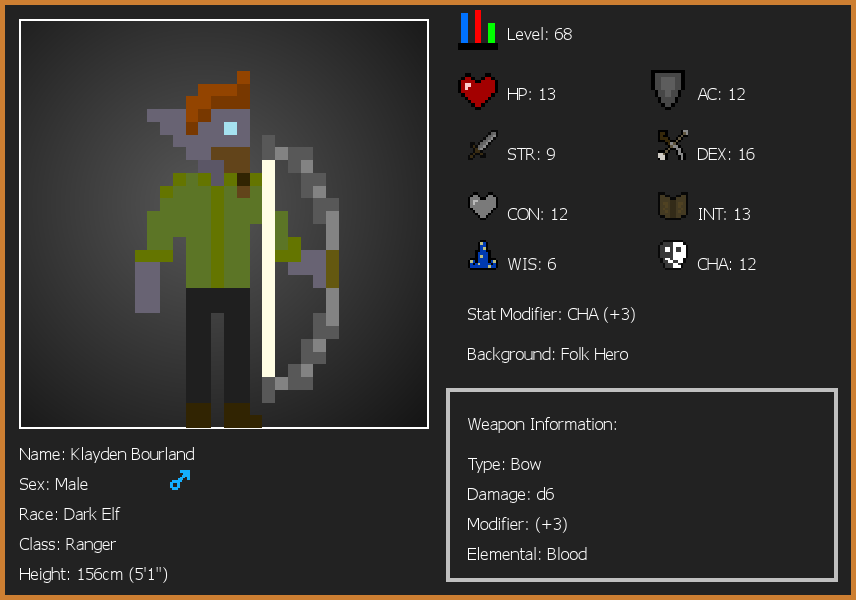 Level: 68
HP: 13
AC: 12
STR: 9
DEX: 16
CON: 12
INT: 13
WIS: 6
CHA: 12
Stat Modifier: CHA (+3)
Background: Folk Hero
Weapon Information:
Type: Bow
Damage: d6
Modifier: (+3)
Elemental: Blood
Name: Klayden Bourland
Sex: Male
Race: Dark Elf
Class: Ranger
Height: 156cm (5'1")